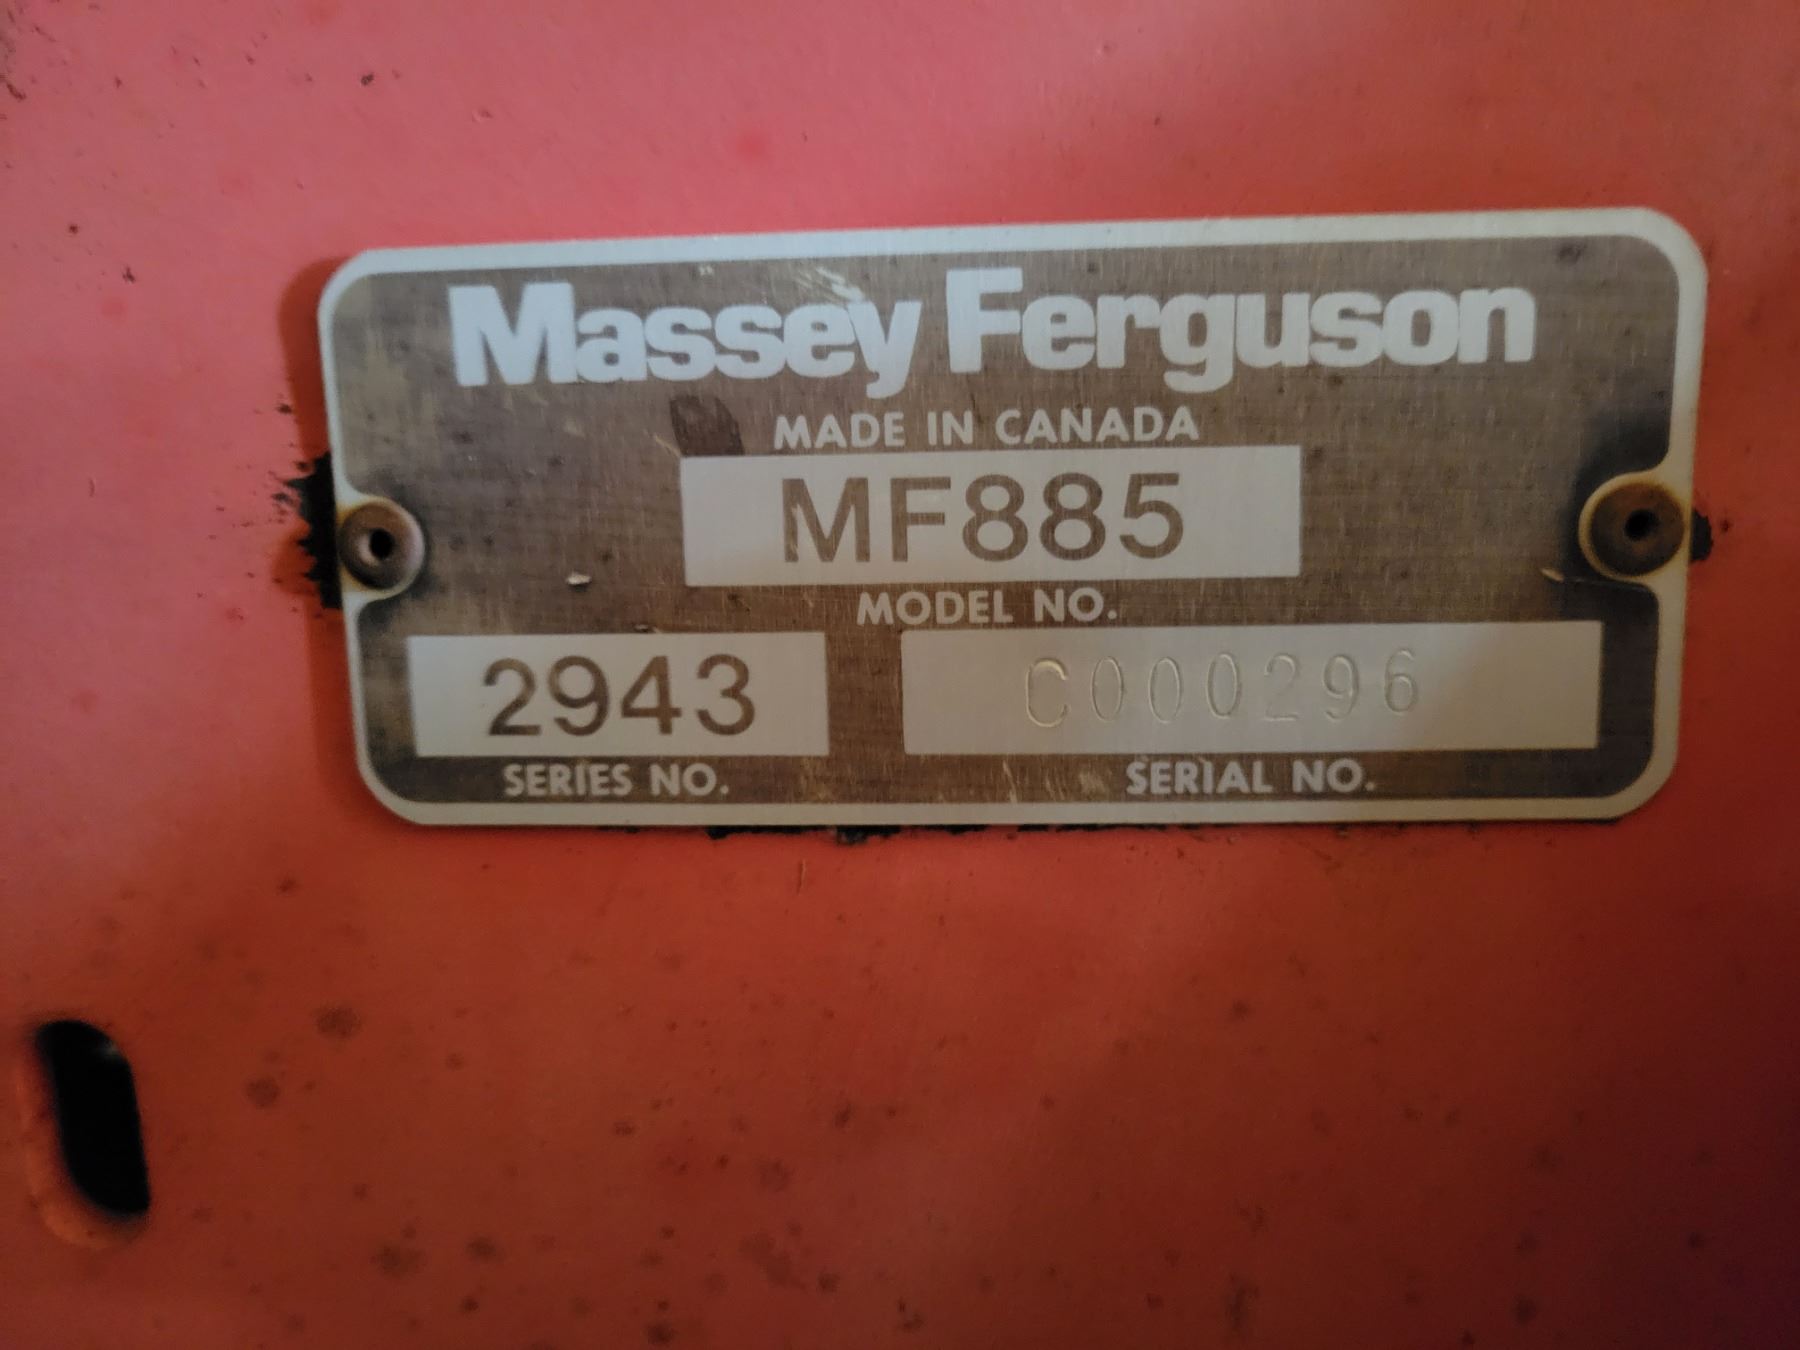 Massey Ferguson
MADE IN CANADA
MF885
MODEL NO.
2943 C000296
SERIES NO. SERIAL NO.